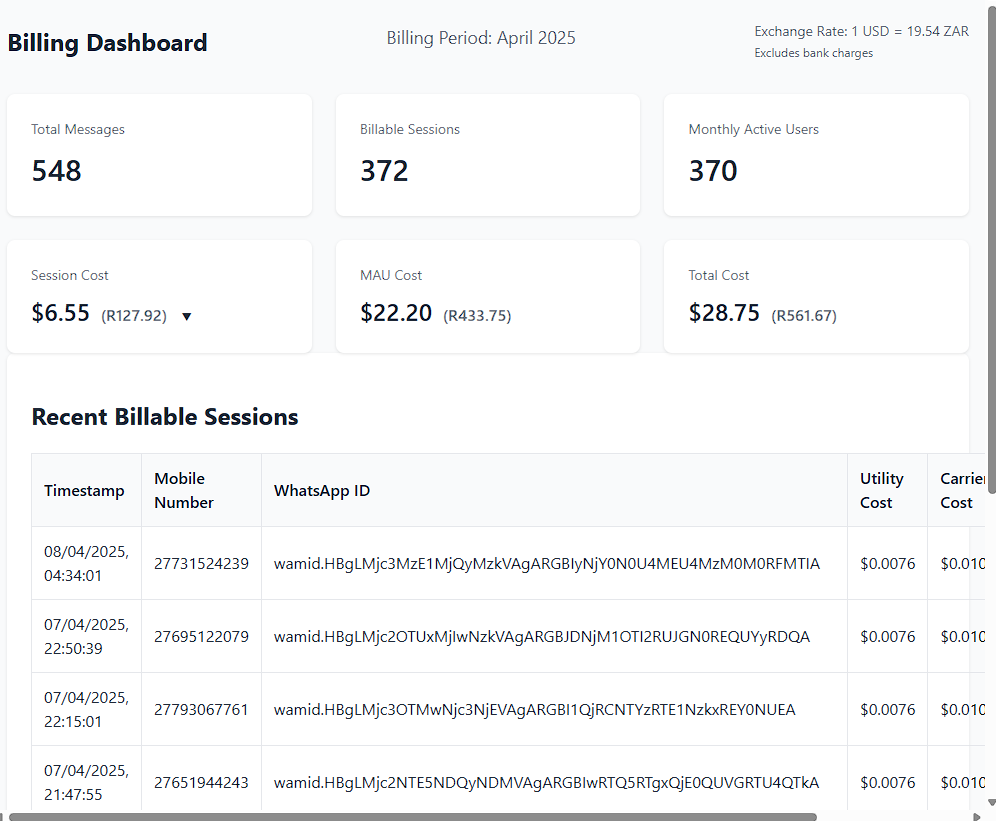 Billing Dashboard
Billing Period: April 2025
Exchange Rate: 1 USD = 19.54 ZAR
Excludes bank charges
Total Messages
548
Billable Sessions
372
Monthly Active Users
370
Session Cost
$6.55 (R127.92) ▼
MAU Cost
$22.20 (R433.75)
Total Cost
$28.75 (R561.67)
Recent Billable Sessions
Timestamp
Mobile Number
WhatsApp ID
Utility Cost
Carrier Cost
08/04/2025, 04:34:01
27731524239
wamid.HBgLMjc3MzE1MjQyMzkVAgARGBIyNjY0N0U4MEU4MzM0M0RFMTIA
$0.0076
$0.010
07/04/2025, 22:50:39
27695122079
wamid.HBgLMjc2OTUxMjIwNzkVAgARGBJDNjM1OTI2RUJGN0REQUYyRDQA
$0.0076
$0.010
07/04/2025, 22:15:01
27793067761
wamid.HBgLMjc3OTMwNjc3NjEVAgARGBI1QjRCNTYzRTE1NzkxREY0NUEA
$0.0076
$0.010
07/04/2025, 21:47:55
27651944243
wamid.HBgLMjc2NTE5NDQyNDMVAgARGBIwRTQ5RTgxQjE0QUVGRTU4QTkA
$0.0076
$0.010